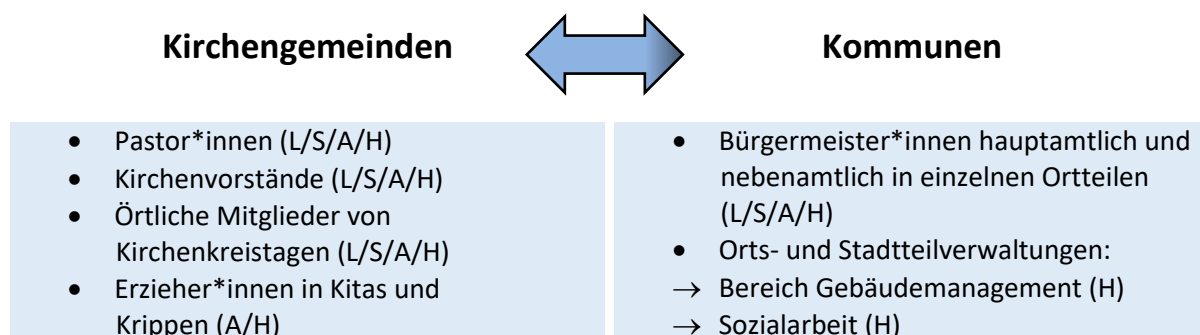 Kirchengemeinden
Kommunen
• Pastor*innen (L/S/A/H)
• Kirchenvorstände (L/S/A/H)
• Örtliche Mitglieder von
Kirchenkreistagen (L/S/A/H)
• Erzieher*innen in Kitas und
Krippen (A/H)
• Bürgermeister*innen hauptamtlich und
nebenamtlich in einzelnen Ortteilen
(L/S/A/H)
• Orts- und Stadtteilverwaltungen:
→ Bereich Gebäudemanagement (H)
→ Sozialarbeit (H)